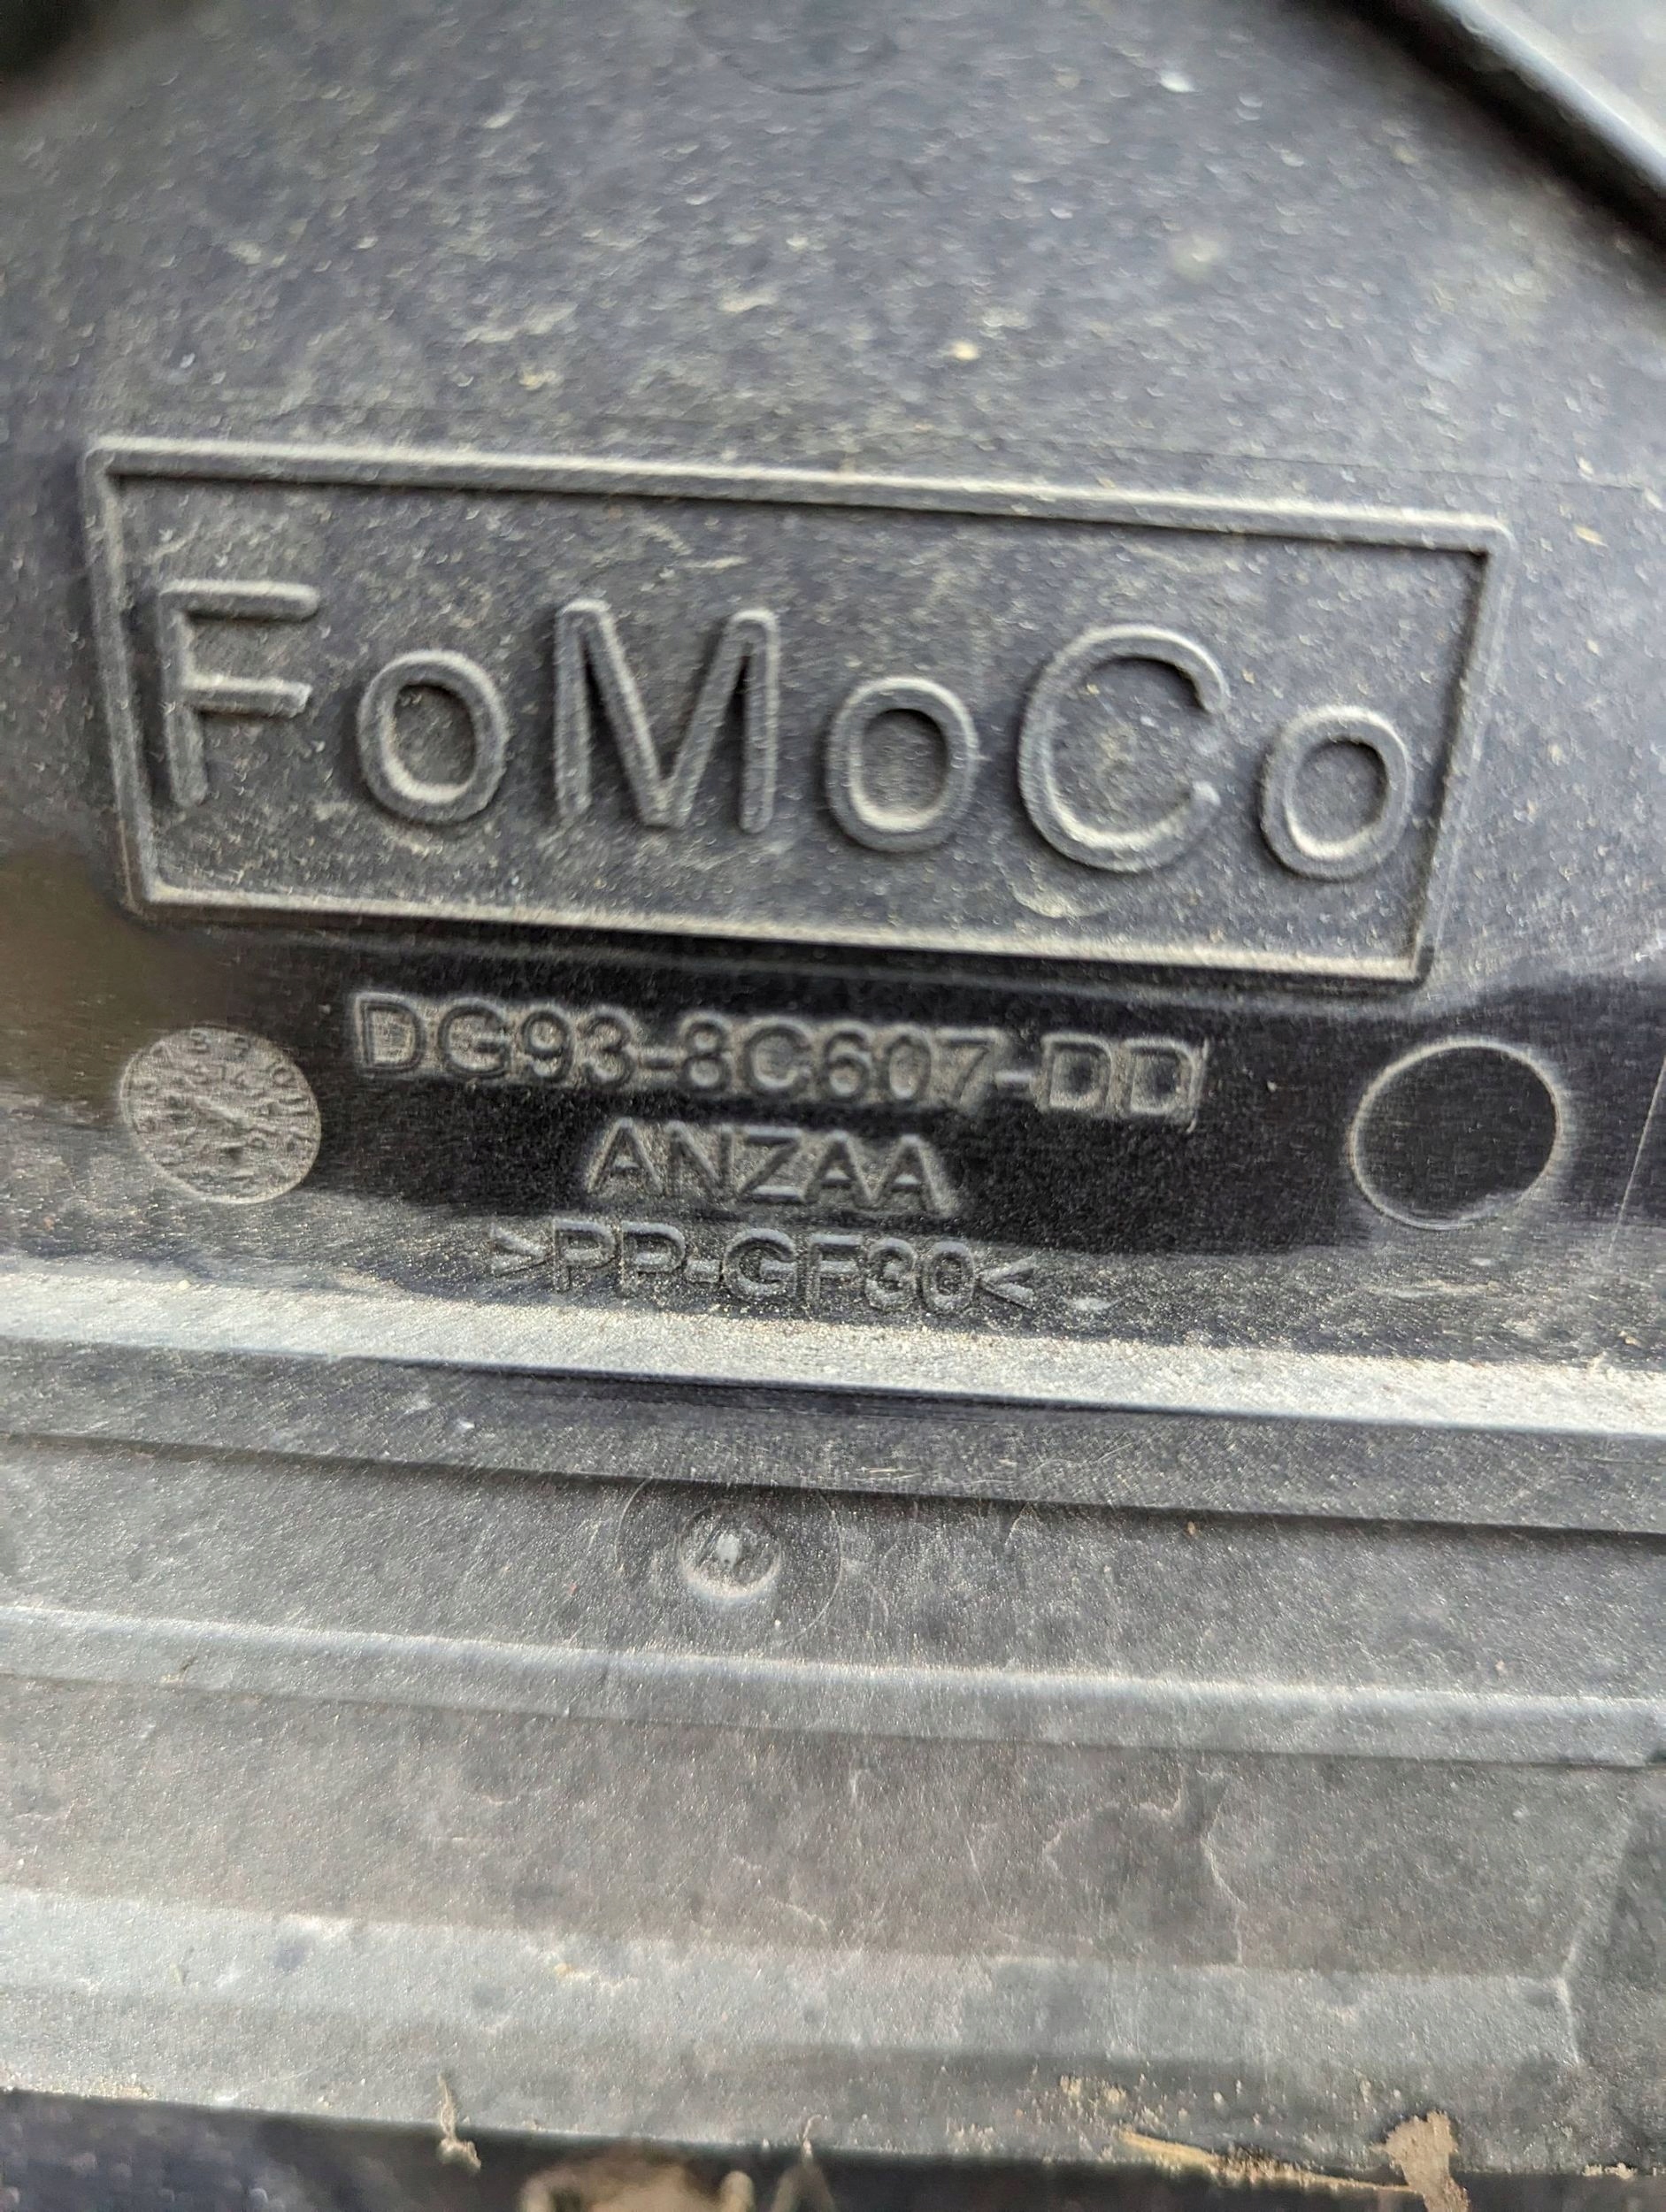 FoMoCo
DG93-8C607-DD
ANZAA
>PP-GF30<